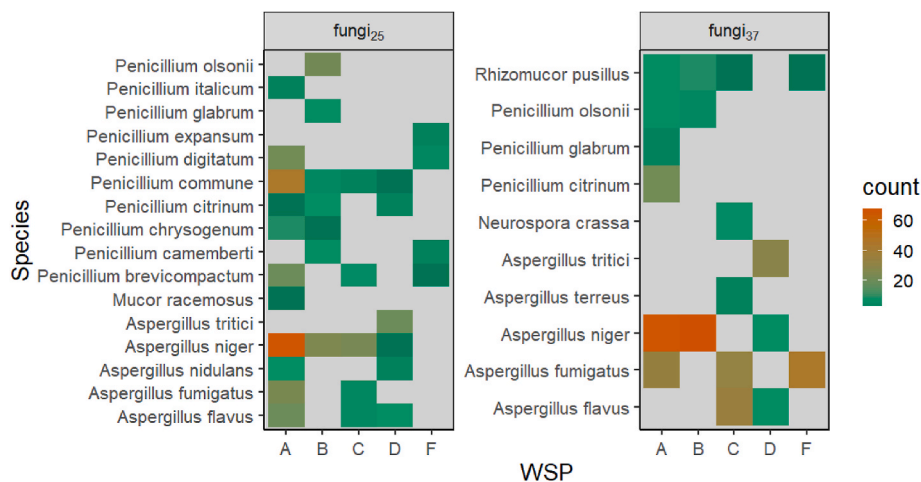 fungi25
fungi37
Species
Penicillium olsonii
Penicillium italicum
Penicillium glabrum
Penicillium expansum
Penicillium digitatum
Penicillium commune
Penicillium citrinum
Penicillium chrysogenum
Penicillium camemberti
Penicillium brevicompactum
Mucor racemosus
Aspergillus tritici
Aspergillus niger
Aspergillus nidulans
Aspergillus fumigatus
Aspergillus flavus
A B C D F
Rhizomucor pusillus
Penicillium olsonii
Penicillium glabrum
Penicillium citrinum
Neurospora crassa
Aspergillus tritici
Aspergillus terreus
Aspergillus niger
Aspergillus fumigatus
Aspergillus flavus
A B C D F
WSP
count
60
40
20